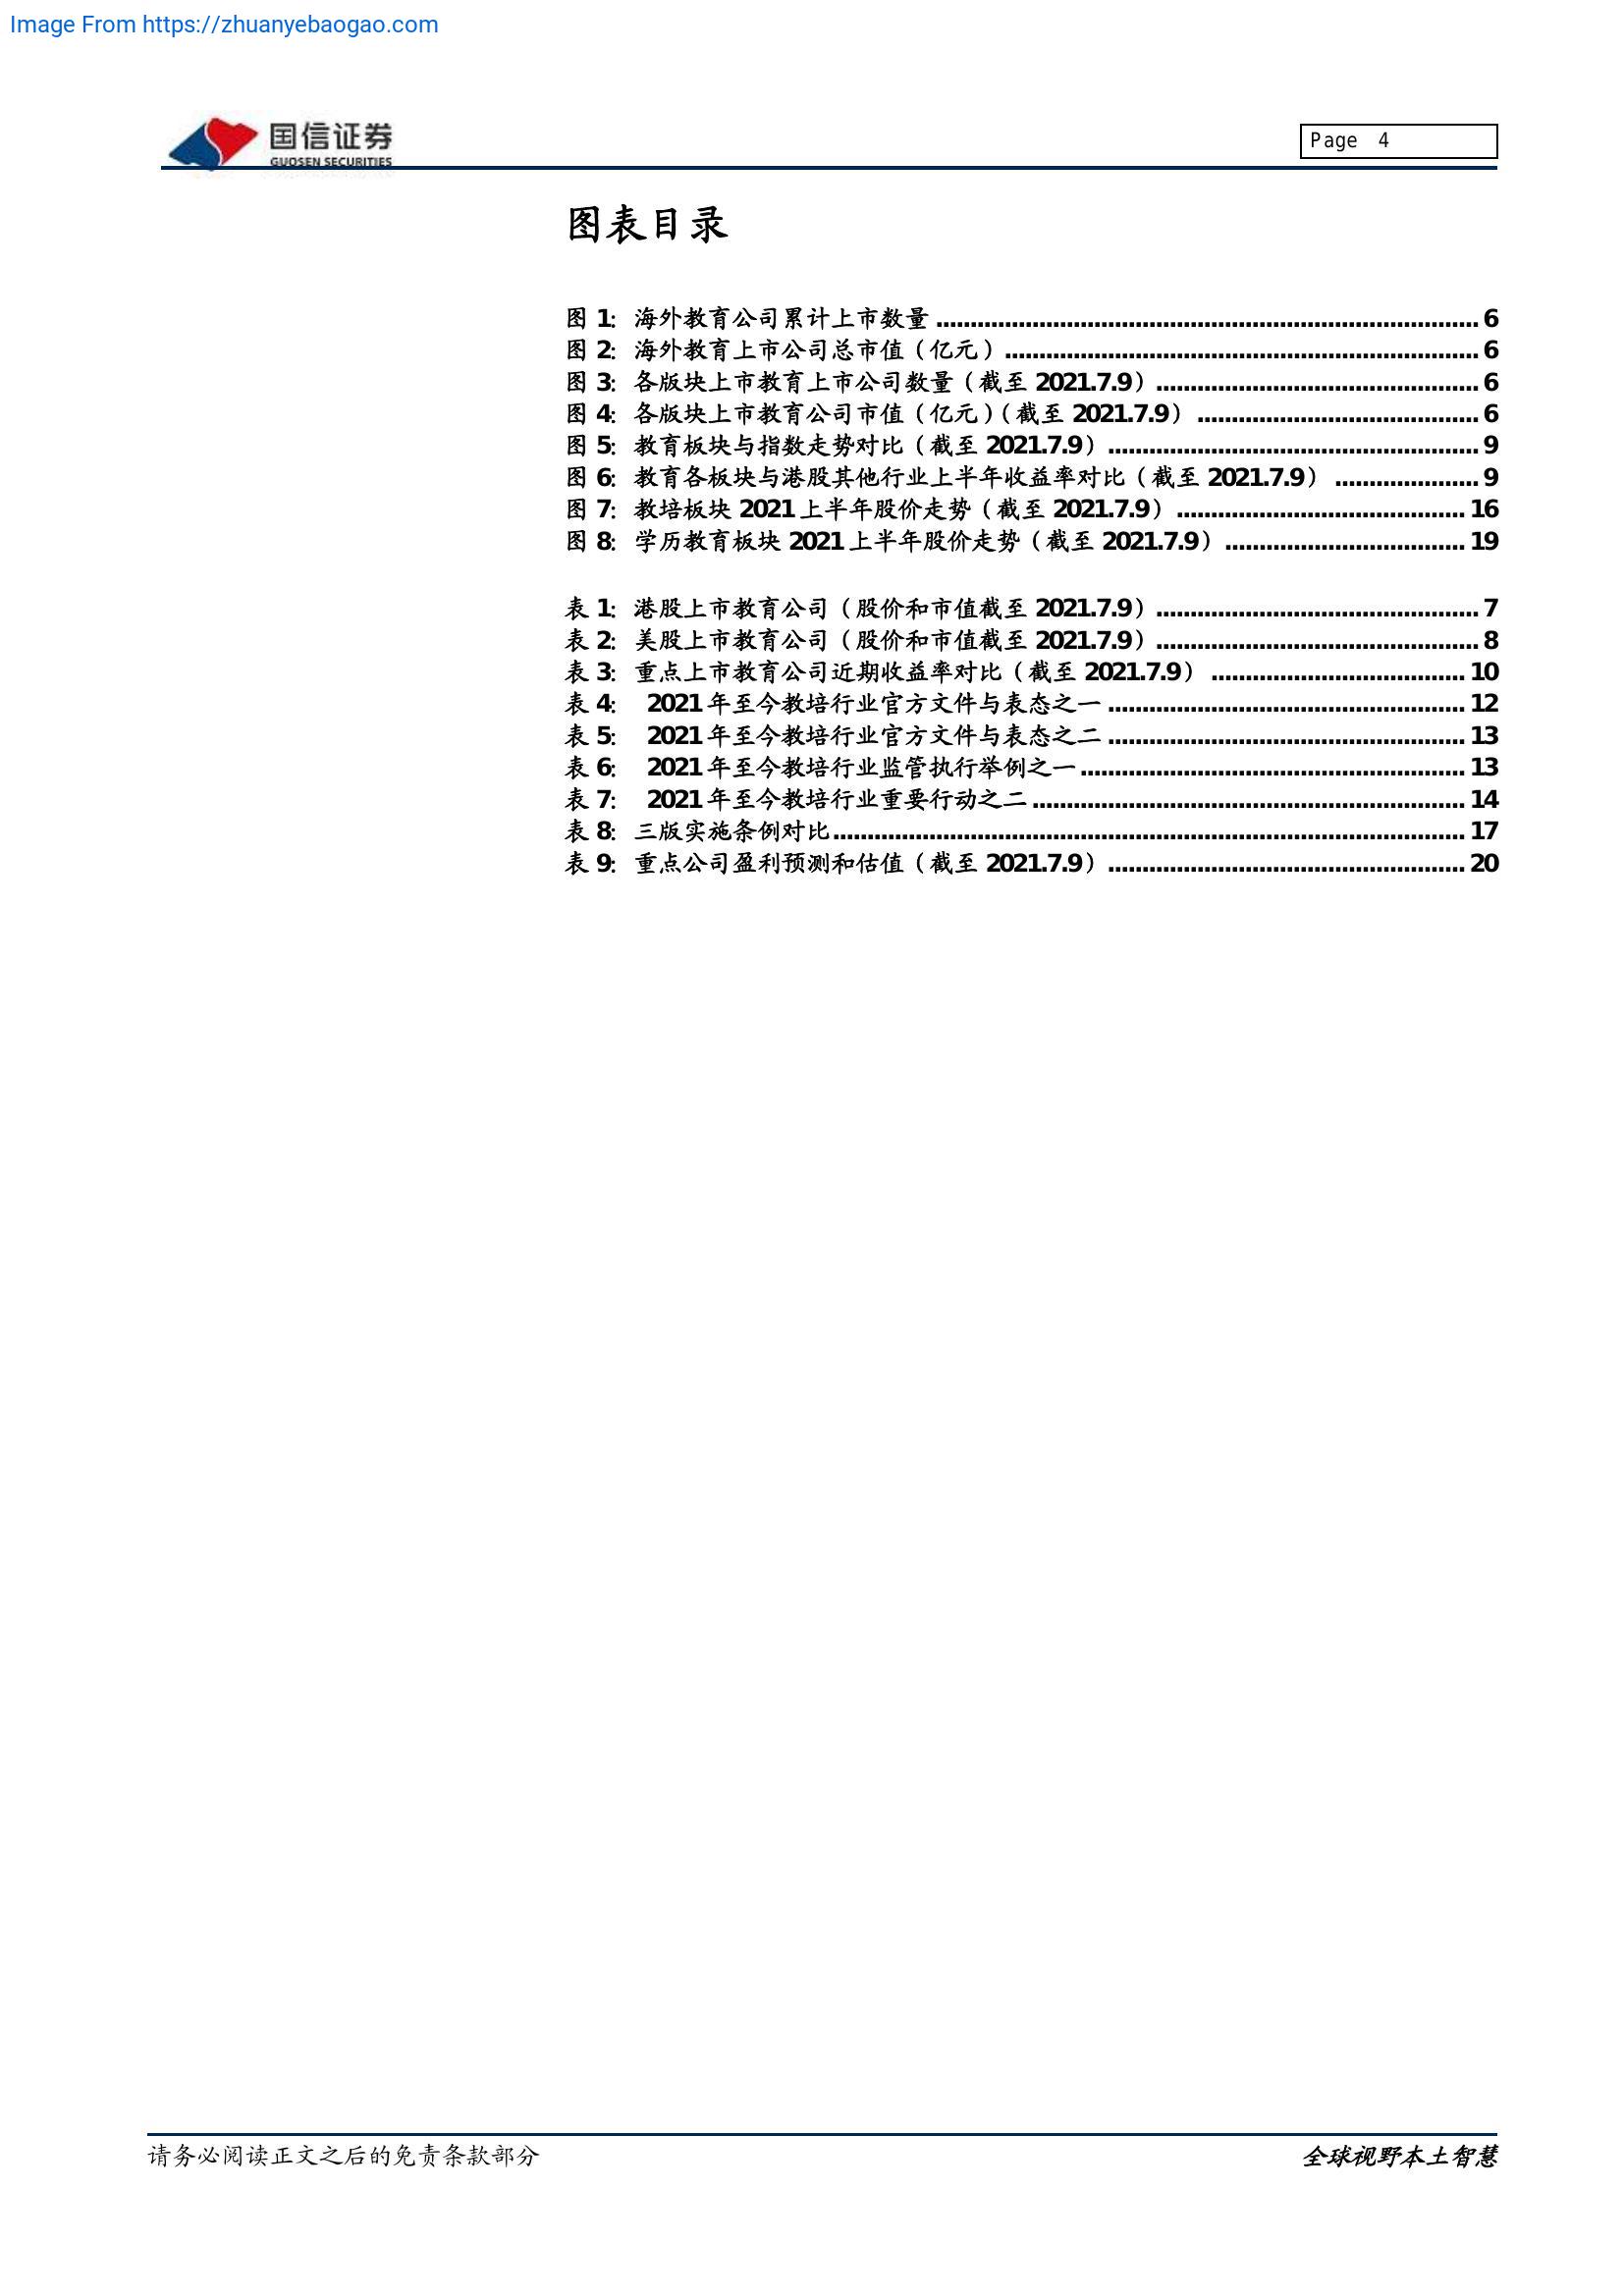 Image From https://zhuanyebaogao.com
国信证券
GUOSEN SECURITIES
Page 4
图表目录
图 1: 海外教育公司累计上市数量 6
图 2: 海外教育上市公司总市值（亿元） 6
图 3: 各版块上市教育上市公司数量（截至 2021.7.9） 6
图 4: 各版块上市教育公司市值（亿元）（截至 2021.7.9） 6
图 5: 教育板块与指数走势对比（截至 2021.7.9） 9
图 6: 教育各板块与港股其他行业上半年收益率对比（截至 2021.7.9） 9
图 7: 教培板块 2021 上半年股价走势（截至 2021.7.9） 16
图 8: 学历教育板块 2021 上半年股价走势（截至 2021.7.9） 19
表 1: 港股上市教育公司（股价和市值截至 2021.7.9） 7
表 2: 美股上市教育公司（股价和市值截至 2021.7.9） 8
表 3: 重点上市教育公司近期收益率对比（截至 2021.7.9） 10
表 4: 2021 年至今教培行业官方文件与表态之一 12
表 5: 2021 年至今教培行业官方文件与表态之二 13
表 6: 2021 年至今教培行业监管执行举例之一 13
表 7: 2021 年至今教培行业重要行动之二 14
表 8: 三版实施条例对比 17
表 9: 重点公司盈利预测和估值（截至 2021.7.9） 20
请务必阅读正文之后的免责条款部分
全球视野本土智慧